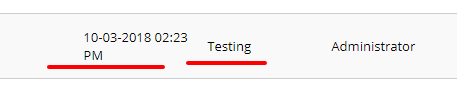 10-03-2018 02:23
PM
Testing
Administrator